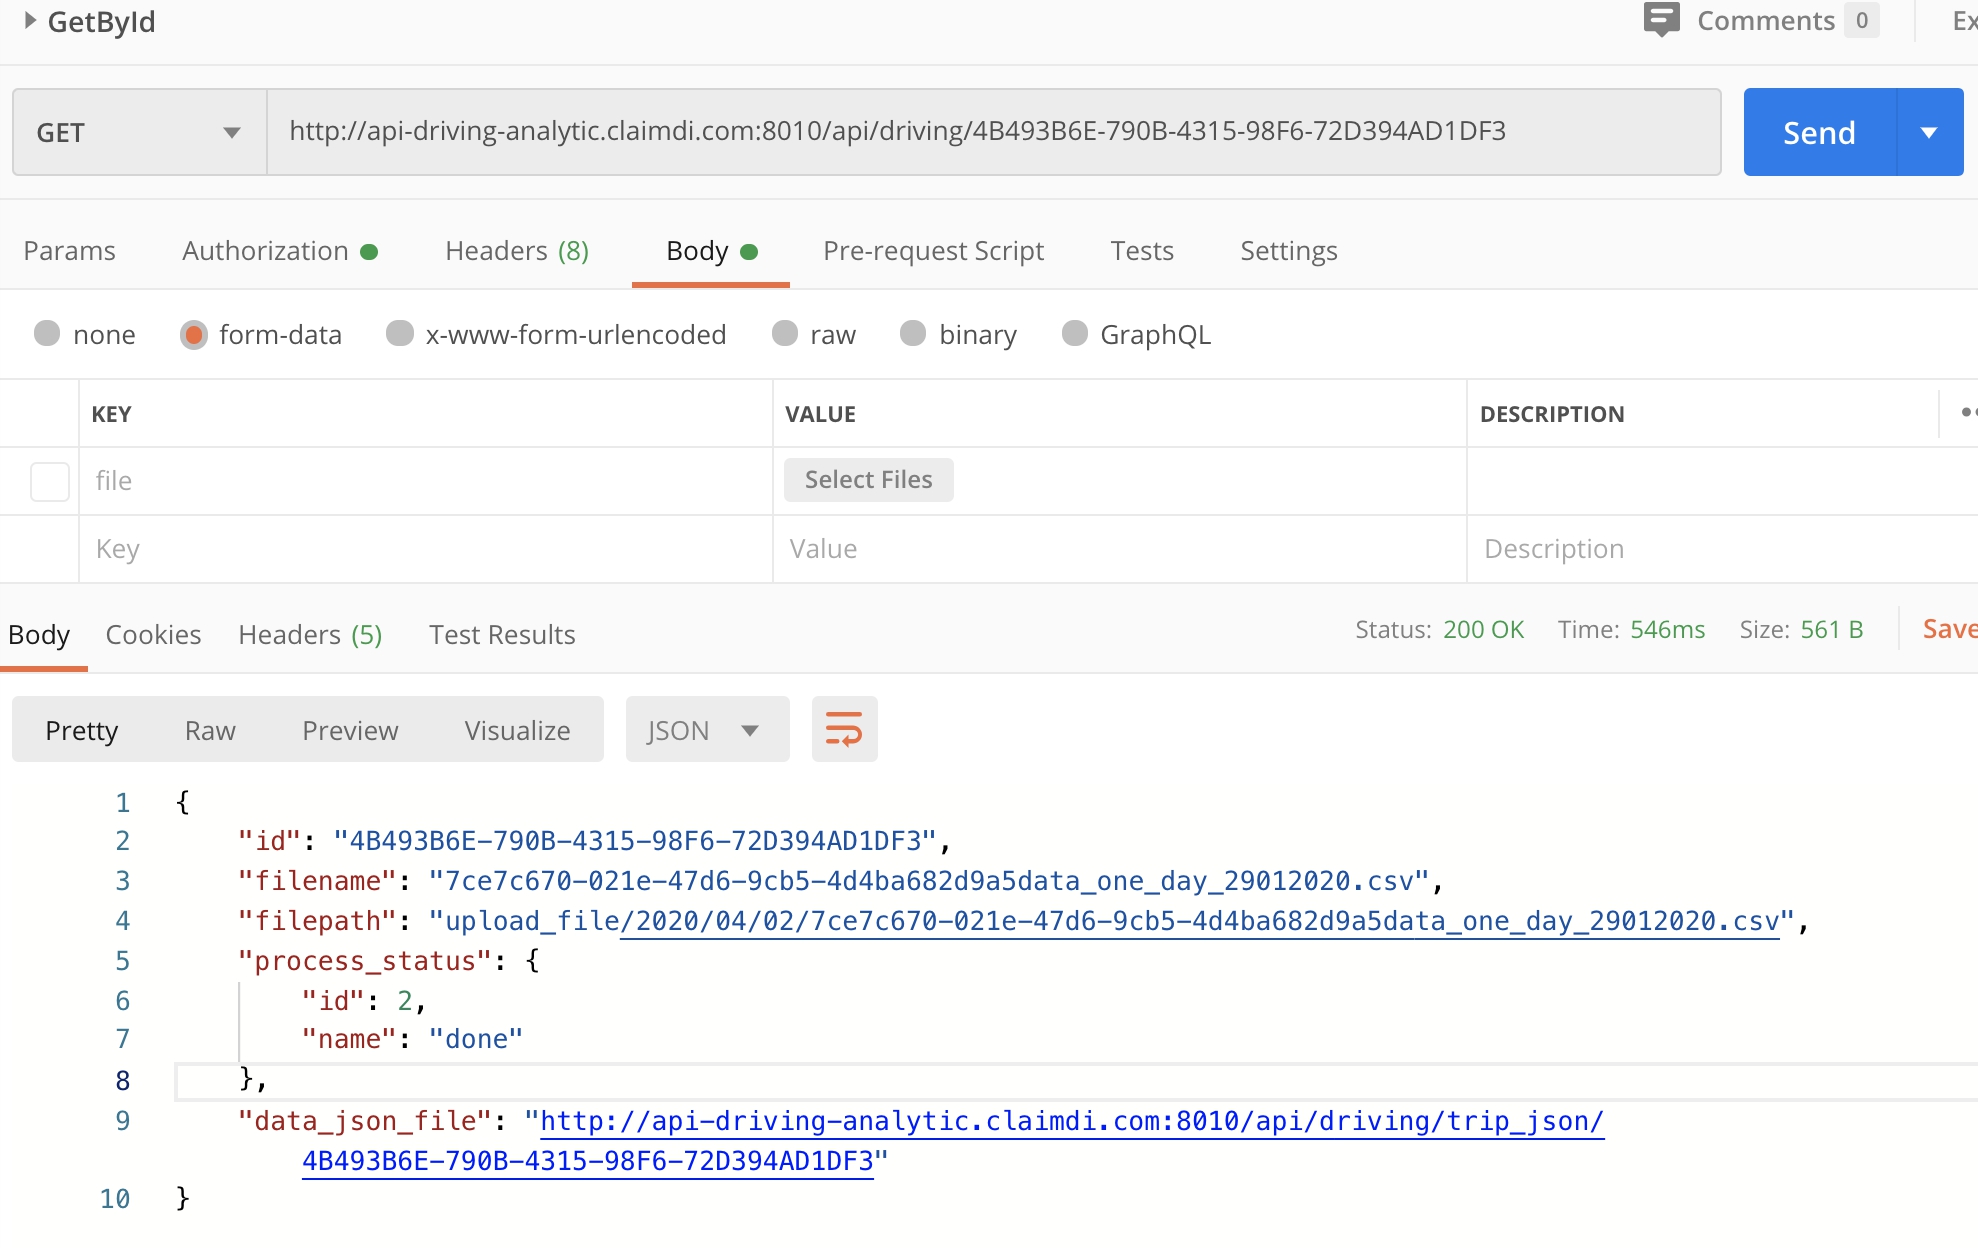 GetById
Comments 0 Ex
GET http://api-driving-analytic.claimdi.com:8010/api/driving/4B493B6E-790B-4315-98F6-72D394AD1DF3 Send
Params Authorization Headers (8) Body Pre-request Script Tests Settings
none form-data x-www-form-urlencoded raw binary GraphQL
KEY VALUE DESCRIPTION
file Select Files
Key Value Description
Body Cookies Headers (5) Test Results Status: 200 OK Time: 546ms Size: 561 B Save
Pretty Raw Preview Visualize JSON
1 {
2 "id": "4B493B6E-790B-4315-98F6-72D394AD1DF3",
3 "filename": "7ce7c670-021e-47d6-9cb5-4d4ba682d9a5data_one_day_29012020.csv",
4 "filepath": "upload_file/2020/04/02/7ce7c670-021e-47d6-9cb5-4d4ba682d9a5data_one_day_29012020.csv",
5 "process_status": {
6 "id": 2,
7 "name": "done"
8 },
9 "data_json_file": "http://api-driving-analytic.claimdi.com:8010/api/driving/trip_json/
4B493B6E-790B-4315-98F6-72D394AD1DF3"
10 }